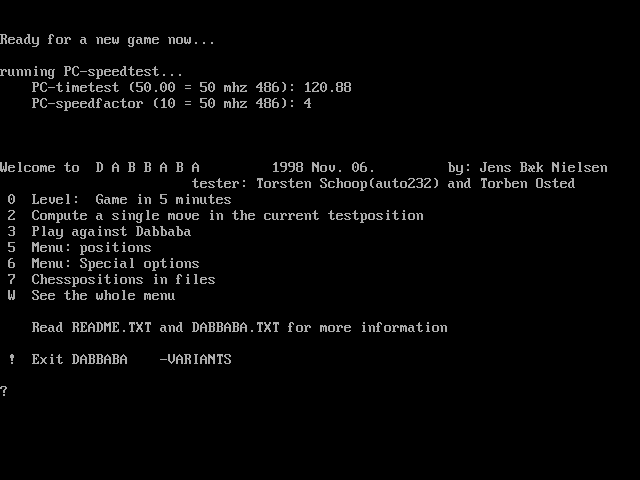 Ready for a new game now...
running PC-speedtest...
PC-timetest (50.00 = 50 mhz 486): 120.88
PC-speedfactor (10 = 50 mhz 486): 4
Welcome to D A B B A B A 1998 Nov. 06. by: Jens Bæk Nielsen
tester: Torsten Schoop(auto232) and Torben Osted
0 Level: Game in 5 minutes
2 Compute a single move in the current testposition
3 Play against Dabbaba
5 Menu: positions
6 Menu: Special options
7 Chesspositions in files
W See the whole menu
Read README.TXT and DABBABA.TXT for more information
! Exit DABBABA -VARIANTS
?